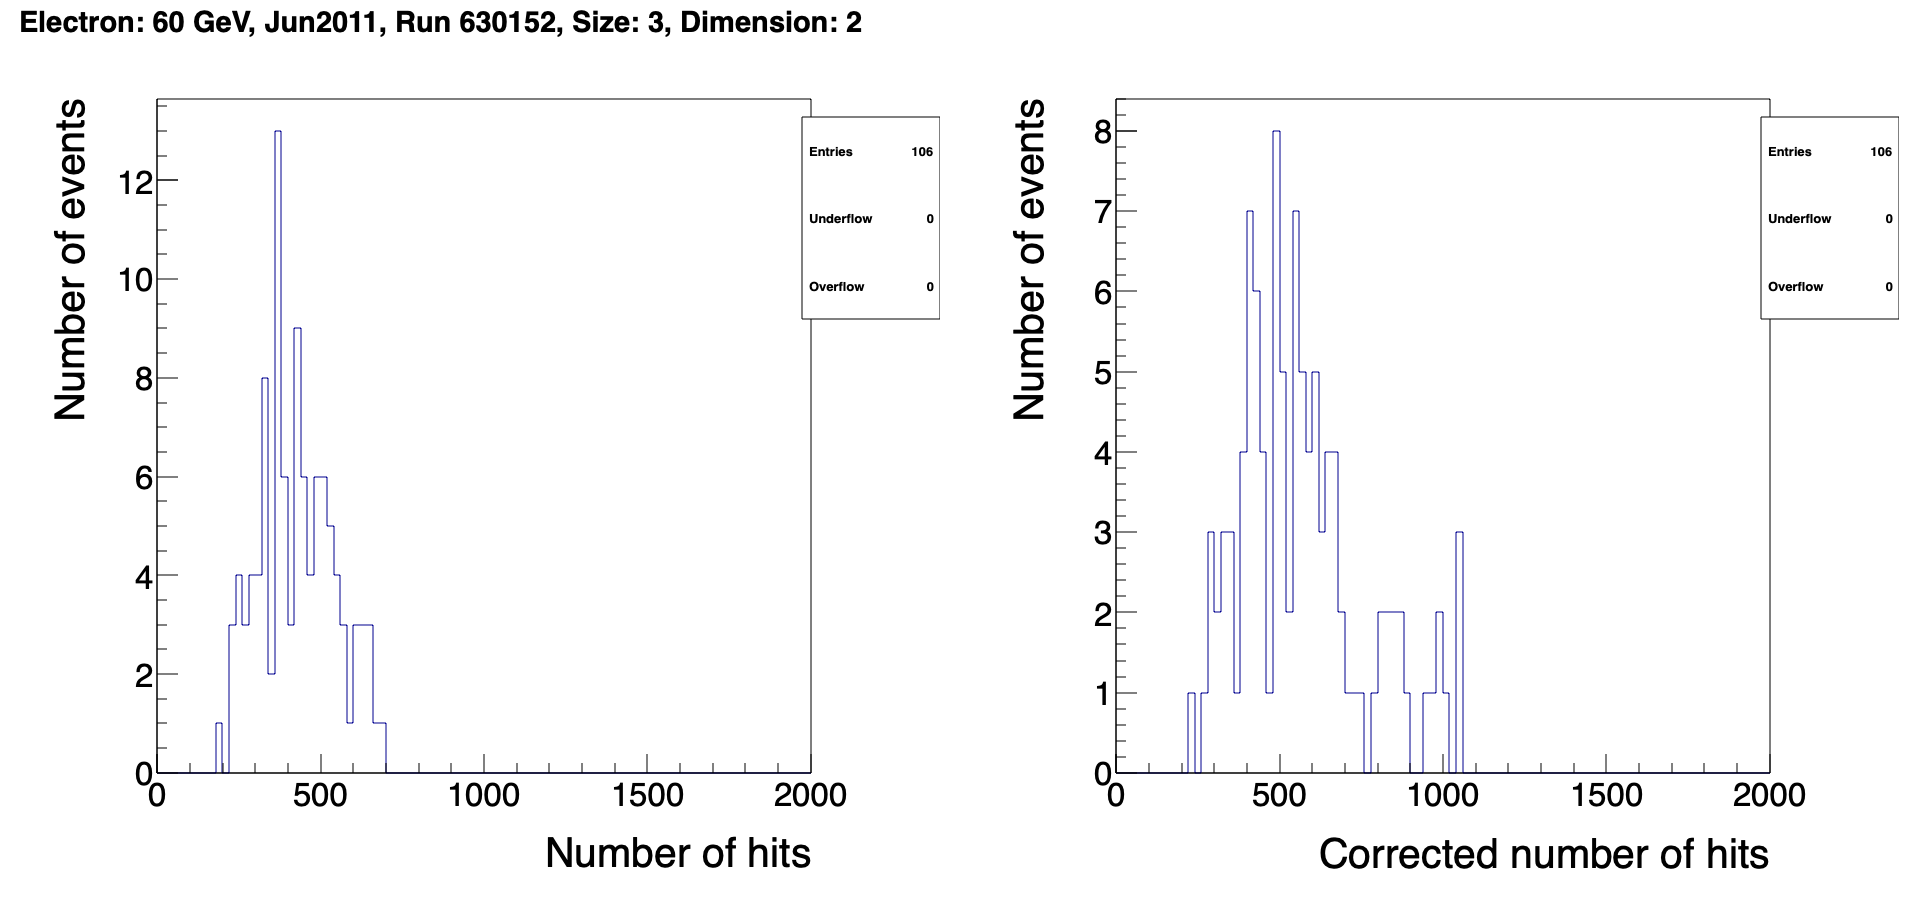 Electron: 60 GeV, Jun2011, Run 630152, Size: 3, Dimension: 2
Number of events
12
10
8
6
4
2
0
0 500 1000 1500 2000
Number of hits
Entries 106
Underflow 0
Overflow 0
Number of events
8
7
6
5
4
3
2
1
0
0 500 1000 1500 2000
Corrected number of hits
Entries 106
Underflow 0
Overflow 0